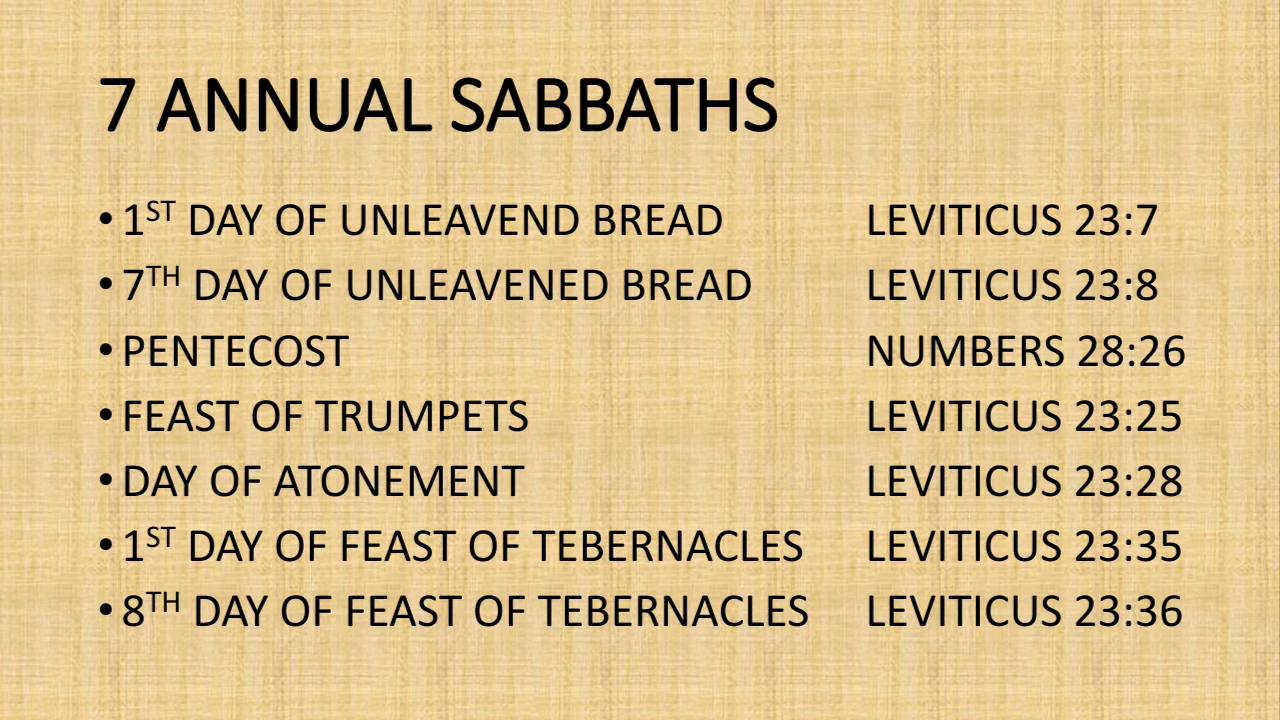 7 ANNUAL SABBATHS
• 1ST DAY OF UNLEAVEND BREAD LEVITICUS 23:7
• 7TH DAY OF UNLEAVENED BREAD LEVITICUS 23:8
• PENTECOST NUMBERS 28:26
• FEAST OF TRUMPETS LEVITICUS 23:25
• DAY OF ATONEMENT LEVITICUS 23:28
• 1ST DAY OF FEAST OF TEBERNACLES LEVITICUS 23:35
• 8TH DAY OF FEAST OF TEBERNACLES LEVITICUS 23:36